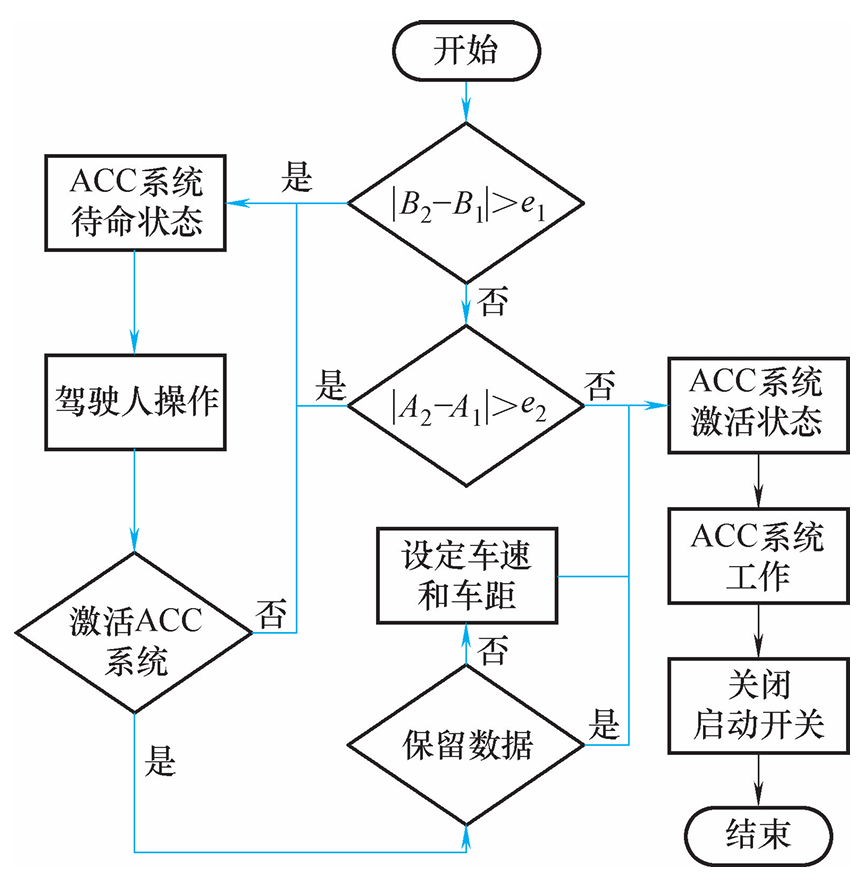 开始
ACC系统
待命状态
是
|B₂−B₁|>e₁
否
驾驶人操作
是
|A₂−A₁|>e₂
否
ACC系统
激活状态
ACC系统
工作
设定车速
和车距
激活ACC
系统
否
否
关闭
启动开关
保留数据
是
是
结束